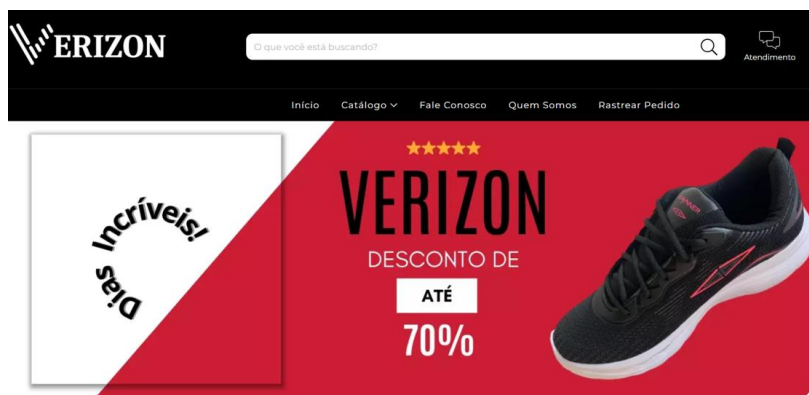 VERIZON
O que você está buscando?
Atendimento
Início Catálogo Fale Conosco Quem Somos Rastrear Pedido
Dias Incríveis!
VERIZON
DESCONTO DE
ATÉ
70%